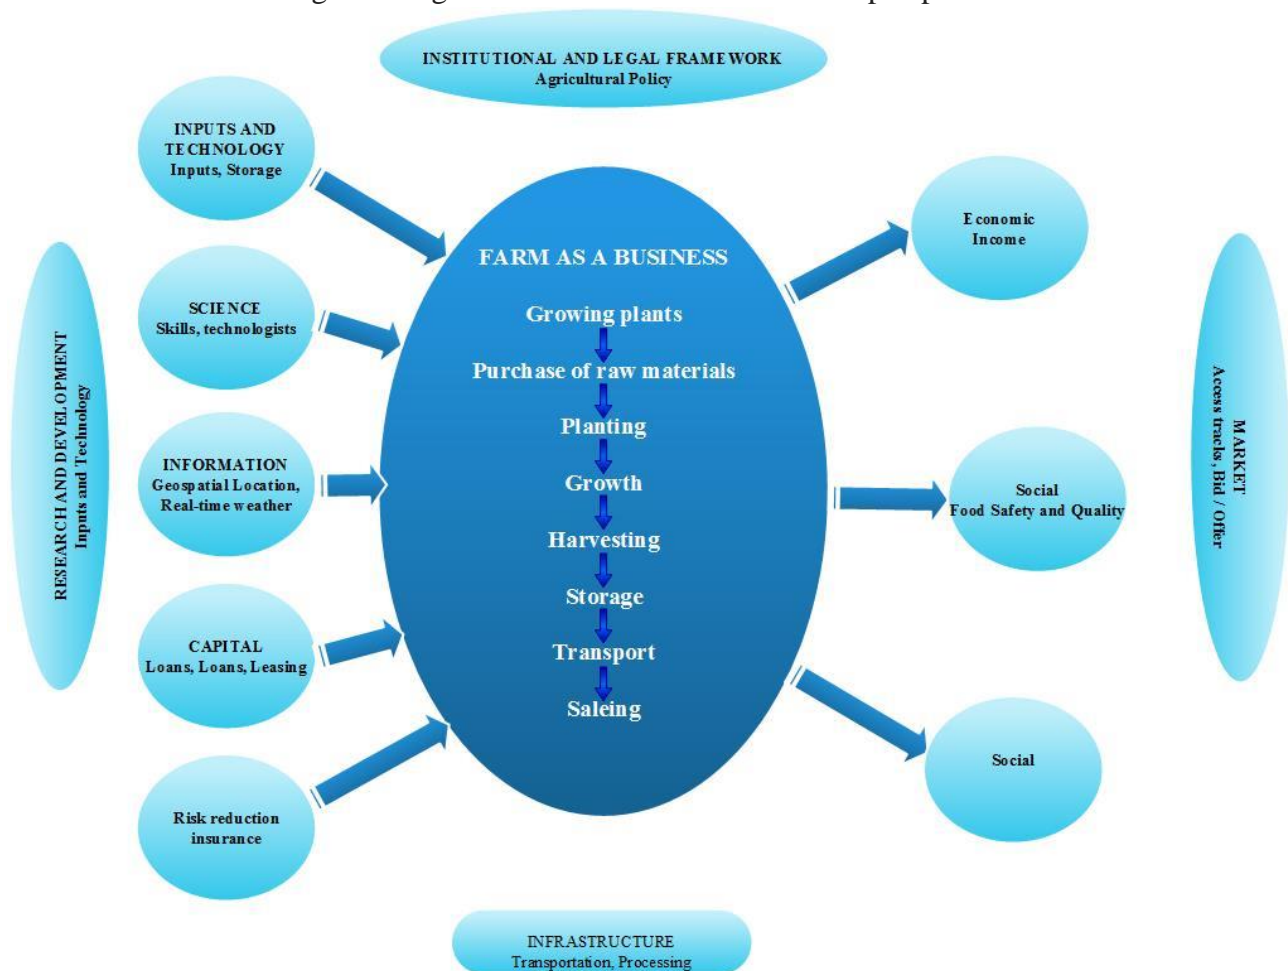 INSTITUTIONAL AND LEGAL FRAMEWORK
Agricultural Policy
INPUTS AND
TECHNOLOGY
Inputs, Storage
SCIENCE
Skills, technologists
INFORMATION
Geospatial Location,
Real-time weather
CAPITAL
Loans, Loans, Leasing
Risk reduction
insurance
RESEARCH AND DEVELOPMENT
Inputs and Technology
FARM AS A BUSINESS
Growing plants
Purchase of raw materials
Planting
Growth
Harvesting
Storage
Transport
Saleing
Economic
Income
Social
Food Safety and Quality
Social
MARKET
Access tracks, Bid / Offer
INFRASTRUCTURE
Transportation, Processing